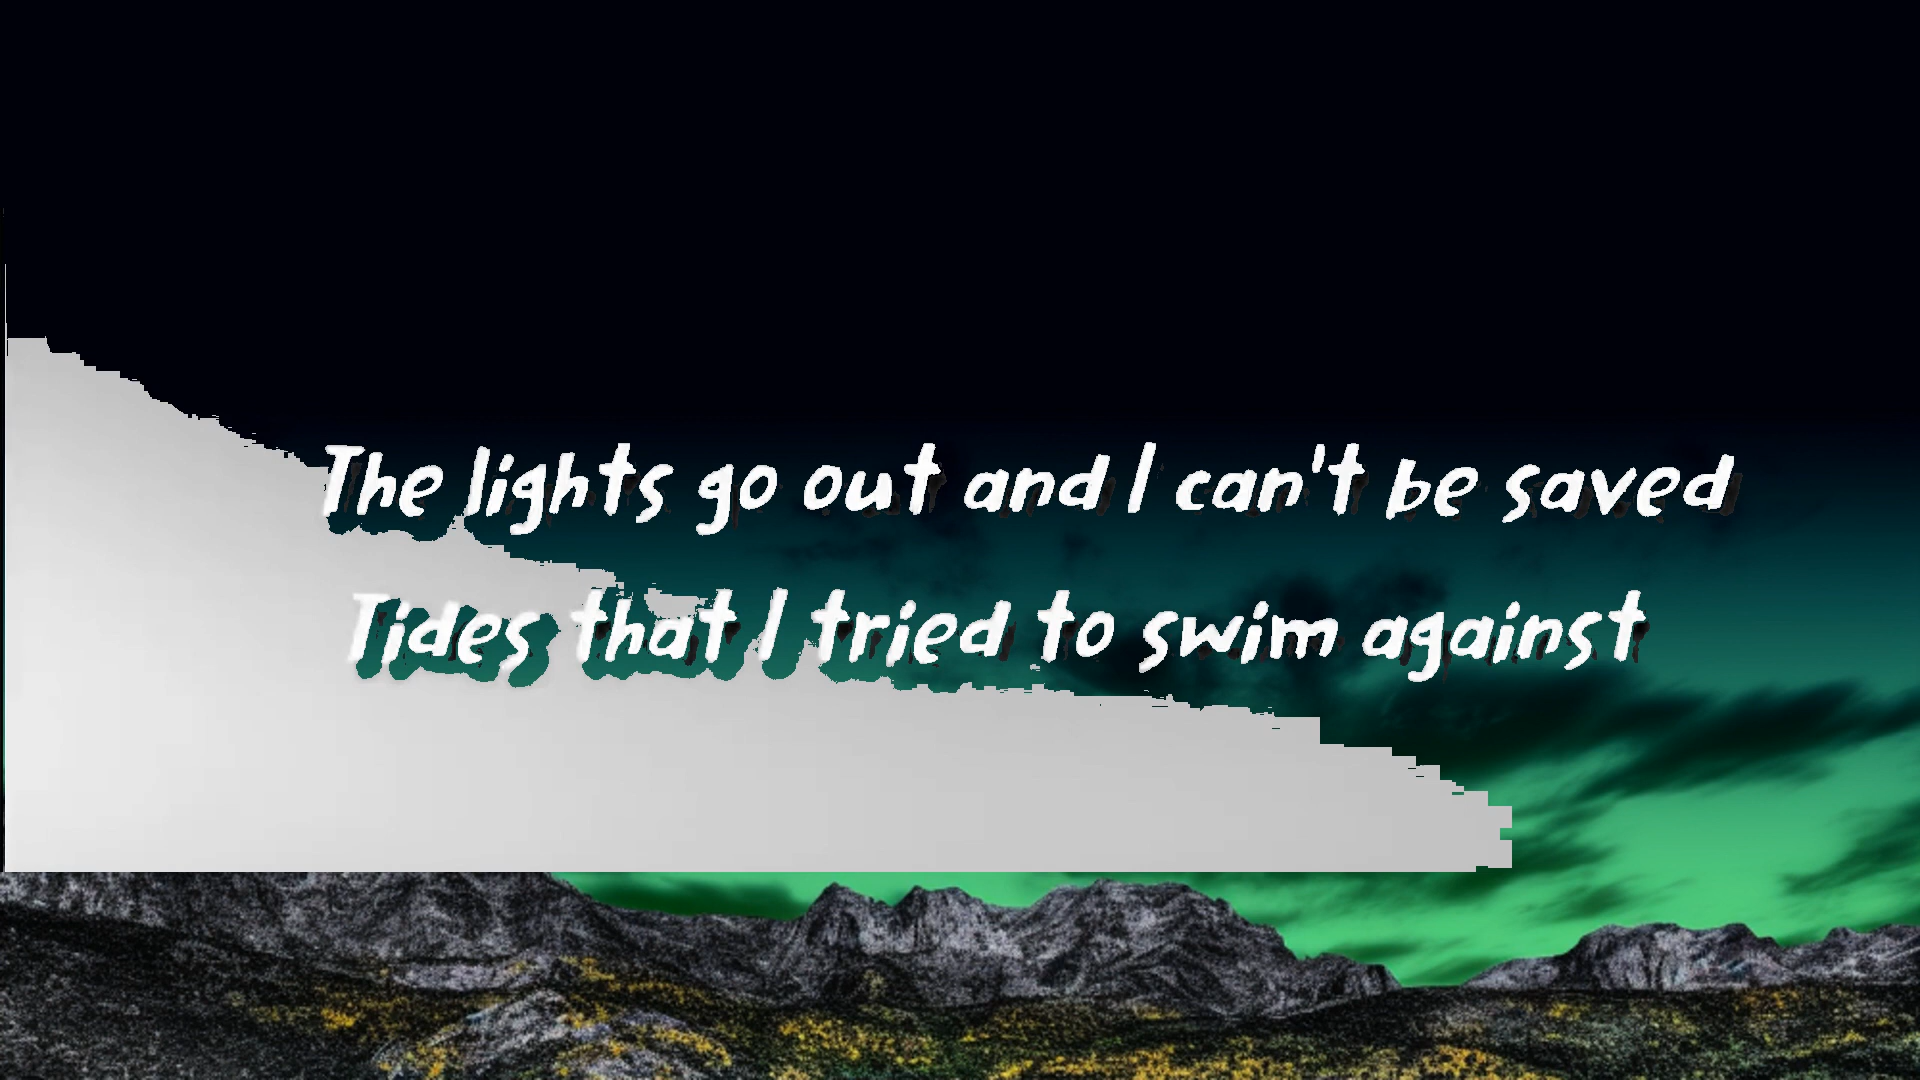 The lights go out and I can't be saved
Tides that I tried to swim against